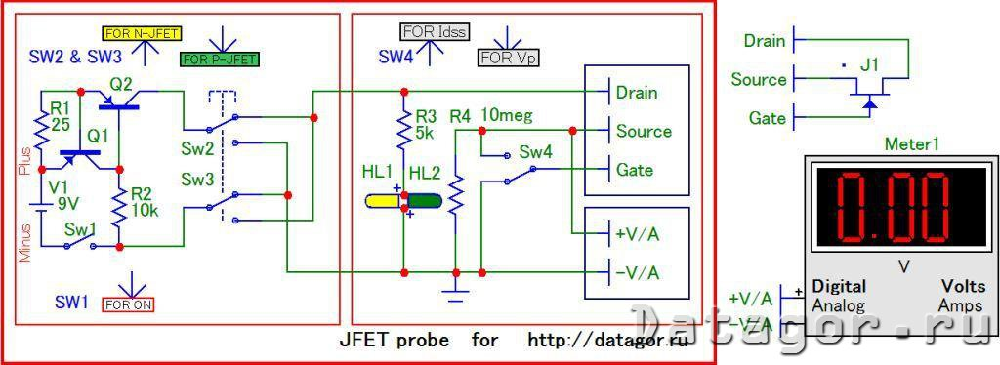 FOR N-JFET
FOR P-JFET
SW2 & SW3
FOR Idss
SW4
FOR Vp
Q2
R1
25
Q1
Plus
V1
9V
R2
10k
Sw1
Minus
SW1
FOR ON
Sw2
Sw3
R3
5k
R4
10meg
HL1
HL2
+
+
Sw4
Drain
Source
Gate
+V/A
-V/A
JFET probe for http://datagor.ru
Drain
Source
Gate
J1
Meter1
0.00
V
+V/A
-V/A
+
Digital
Analog
Volts
Amps
Datagor.ru